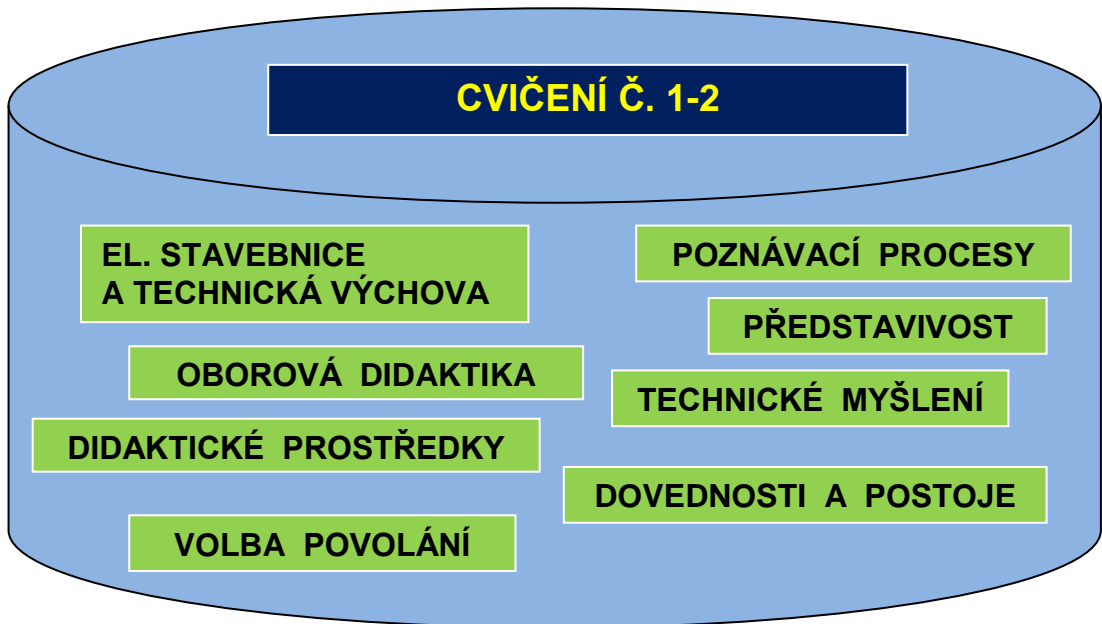 CVIČENÍ Č. 1-2
EL. STAVEBNICE
A TECHNICKÁ VÝCHOVA
OBOROVÁ DIDAKTIKA
DIDAKTICKÉ PROSTŘEDKY
VOLBA POVOLÁNÍ
POZNÁVACÍ PROCESY
PŘEDSTAVIVOST
TECHNICKÉ MYŠLENÍ
DOVEDNOSTI A POSTOJE